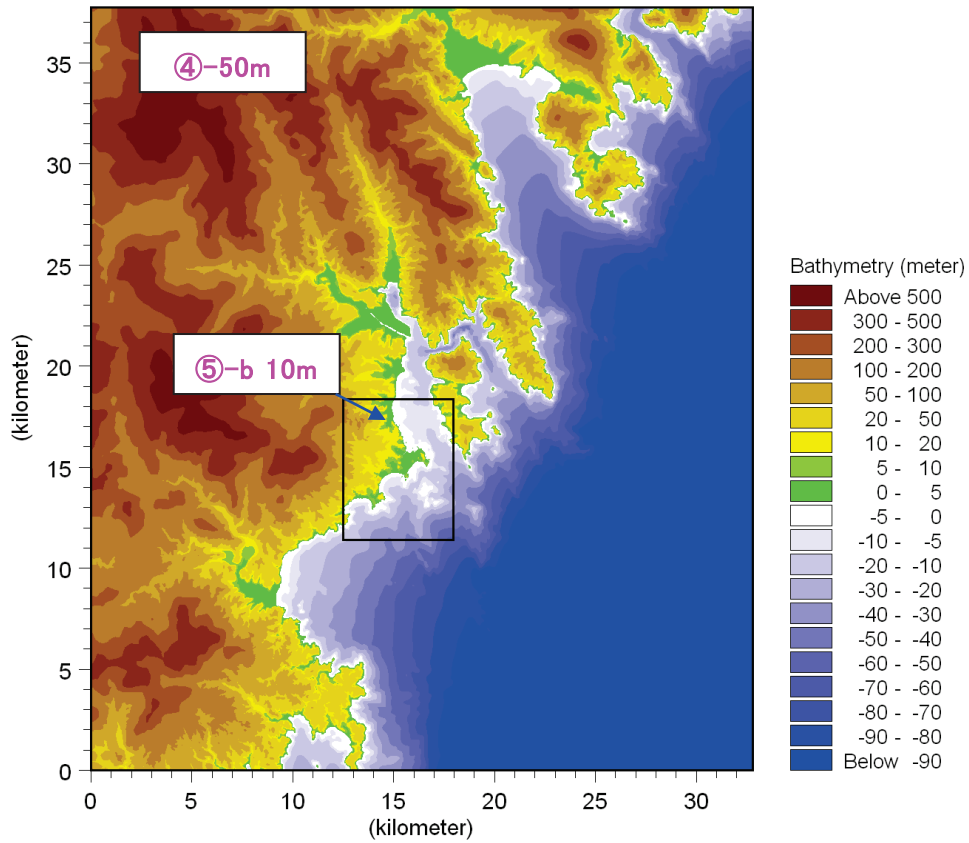 ④-50m
⑤-b 10m
35
30
25
20
15
10
5
0
(kilometer)
0 5 10 15 20 25 30
(kilometer)
Bathymetry (meter)
Above 500
300 - 500
200 - 300
100 - 200
50 - 100
20 - 50
10 - 20
5 - 10
0 - 5
-5 - 0
-10 - -5
-20 - -10
-30 - -20
-40 - -30
-50 - -40
-60 - -50
-70 - -60
-80 - -70
-90 - -80
Below -90